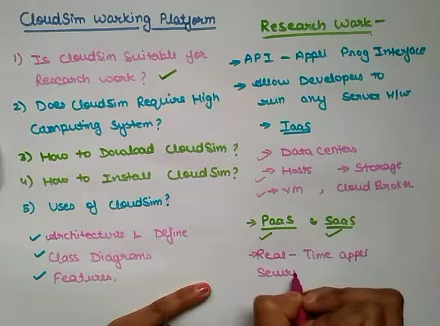 CloudSim Working Platform
1) Is CloudSim Suitable for
Research Work?
2) Does CloudSim Require High
Computing System?
3) How to Download CloudSim?
4) How to Install CloudSim?
5) Uses of CloudSim?
Architecture & Define
Class Diagrams
Features.
Research Work -
→ API - Appli Prog Interface
→ Allow Developers to
run any Server H/W
→ IaaS
→ Data Centers
→ Hosts → Storage
→ VM, Cloud Broker
→ PaaS & SaaS
→ Real-Time appl
Secur